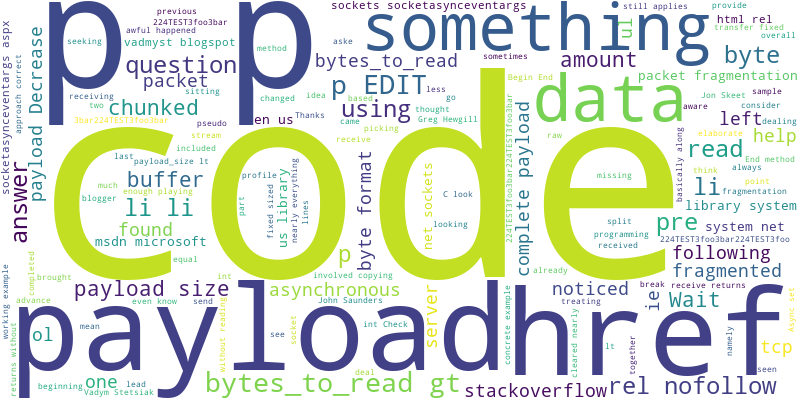 previous
224TEST3foo3bar
awful happened
seeking
vadmyst blogspot
question
packet
chunked
buffer
li li
found
msdn microsoft
payload size
socketasynceventargs aspx
payload Decrease
answer
receiving
two
sitting
pseudo
stream
included
3bar224TEST3foo3bar
last
payload_size lt
much
enough playing
blogger
equal
p p
method
changed
idea
Thanks
en us
us library
profile
part
fixed sized
nearly everything
lines
code
sockets socketasynceventargs
something
bytes_to_read
p EDIT
using
less
go
based
thought
came
Greg Hewgill
picking
receive
byte format
p
aske
sometimes
C look
looking
net sockets
Begin End
approach correct
amount
data
224TEST3foo3bar224TEST3foo3bar
complete payload
raw
missing
split
programming
received
already
still applies
provide
html rel
transfer fixed
overall
un
byte
packet fragmentation
Jon Skeet
sample
aware
consider
dealing
left
help
elaborate
End method
read
basically along
think
always
li
fragmentation
point
library system
pre
system net
224TEST3foo3bar224TEST3foo
following
fragmented
working example
completed
returns without
brought
advance
even know
send
int
involved copying
asynchronous
John Saunders
server
concrete example
noticed
treating
ie
Wait
break
receive returns
payload
href
ol
mean
see
socket
without reading
int Check
cleared nearly
lt
together
namely
tcp
seen
Async set
beginning
one
lead
Vadym Stetsiak
deal
bytes_to_read gt
stackoverflow
rel nofollow